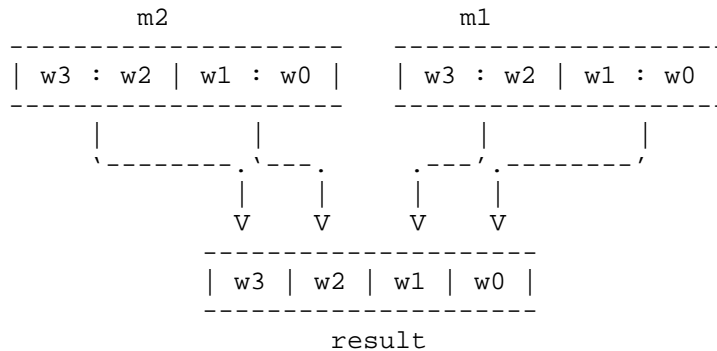 m2 m1
---------------------- ----------------------
| w3 : w2 | w1 : w0 | | w3 : w2 | w1 : w0
---------------------- ----------------------
| | | |
‘--------.‘---. .---’.--------’
| | | |
V V V V
----------------------
| w3 | w2 | w1 | w0 |
----------------------
result